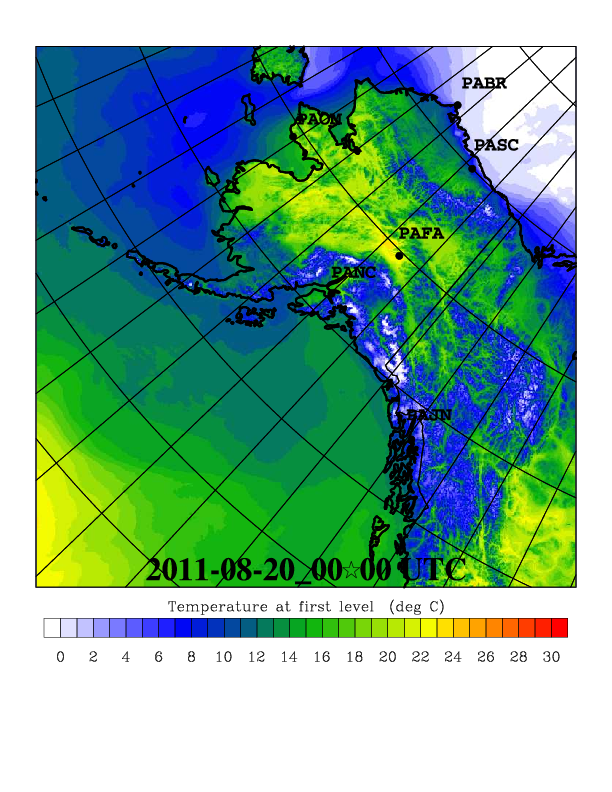 PABR
PAOM
PASC
PAFA
PANC
PAJN
2011-08-20_00☆00 UTC
Temperature at first level (deg C)
0 2 4 6 8 10 12 14 16 18 20 22 24 26 28 30